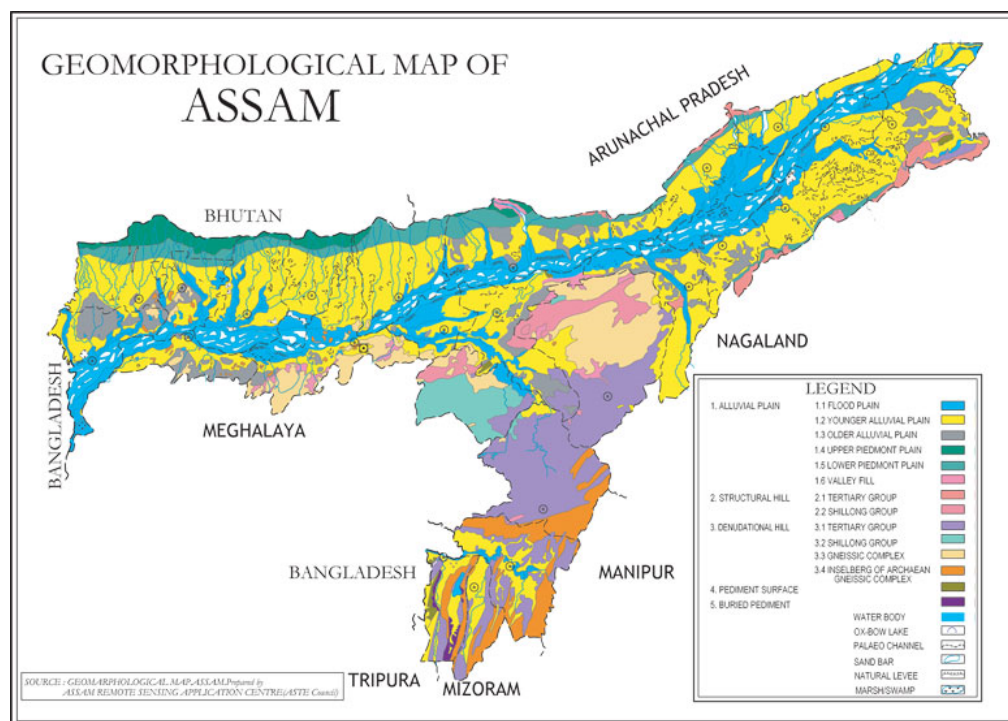 GEOMORPHOLOGICAL MAP OF
ASSAM
ARUNACHAL PRADESH
BHUTAN
NAGALAND
BANGLADESH
MEGHALAYA
BANGLADESH
MANIPUR
TRIPURA
MIZORAM
LEGEND
1. ALLUVIAL PLAIN
1.1 FLOOD PLAIN
1.2 YOUNGER ALLUVIAL PLAIN
1.3 OLDER ALLUVIAL PLAIN
1.4 UPPER PIEDMONT PLAIN
1.5 LOWER PIEDMONT PLAIN
1.6 VALLEY FILL
2. STRUCTURAL HILL
2.1 TERTIARY GROUP
2.2 SHILLONG GROUP
3. DENUDATIONAL HILL
3.1 TERTIARY GROUP
3.2 SHILLONG GROUP
3.3 GNEISSIC COMPLEX
3.4 INSELBERG OF ARCHAEAN
GNEISSIC COMPLEX
4. PEDIMENT SURFACE
5. BURIED PEDIMENT
WATER BODY
OX-BOW LAKE
PALAEO CHANNEL
SAND BAR
NATURAL LEVEE
MARSH/SWAMP
SOURCE : GEOMARPHOLOGICAL MAP,ASSAM.Prepared by
ASSAM REMOTE SENSING APPLICATION CENTRE(ASTE Council)